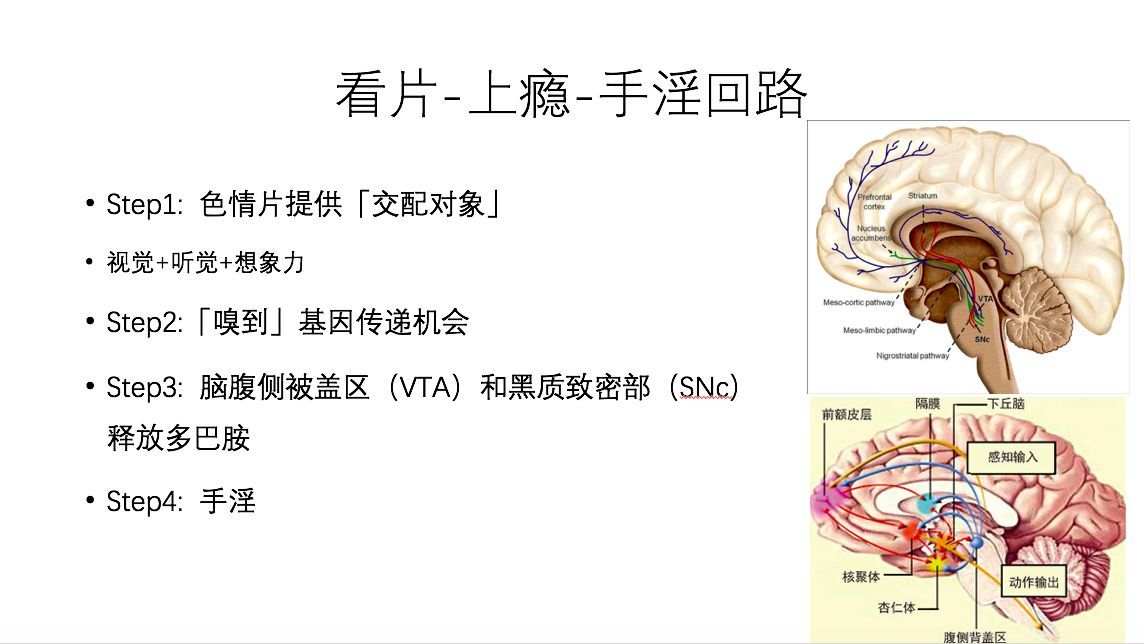 看片-上瘾-手淫回路
• Step1: 色情片提供「交配对象」
• 视觉+听觉+想象力
• Step2:「嗅到」基因传递机会
• Step3: 脑腹侧被盖区（VTA）和黑质致密部（SNc）
释放多巴胺
• Step4: 手淫
Prefrontal
cortex
Striatum
Nucleus
accumbens
Meso-cortic pathway
VTA
Meso-limbic pathway
SNc
Nigrostriatal pathway
前额皮层
隔膜
下丘脑
感知输入
核聚体
动作输出
杏仁体
腹侧背盖区